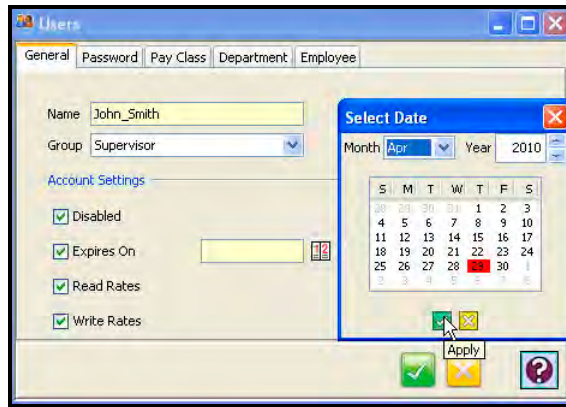 Users
General Password Pay Class Department Employee
Name John_Smith
Group Supervisor
Account Settings
Disabled
Expires On 12
Read Rates
Write Rates
Select Date
Month Apr Year 2010
S M T W T F S
28 29 30 31 1 2 3
4 5 6 7 8 9 10
11 12 13 14 15 16 17
18 19 20 21 22 23 24
25 26 27 28 29 30 1
2 3 4 5 6 7 8
Apply
?